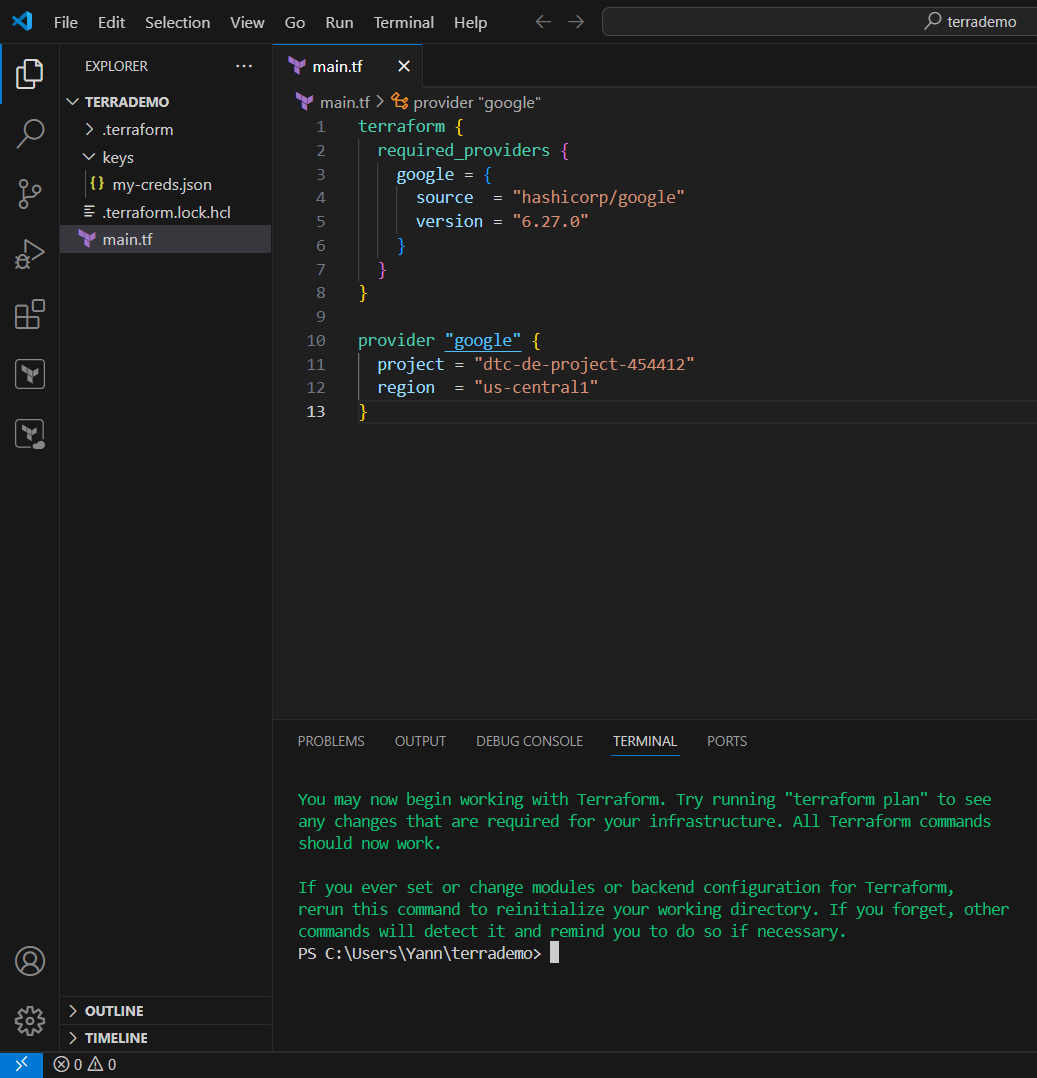 File Edit Selection View Go Run Terminal Help
terrademo
EXPLORER
TERRADEMO
.terraform
keys
{} my-creds.json
.terraform.lock.hcl
main.tf
OUTLINE
TIMELINE
main.tf
main.tf > provider "google"
1 terraform {
2 required_providers {
3 google = {
4 source  = "hashicorp/google"
5 version = "6.27.0"
6 }
7 }
8 }
9
10 provider "google" {
11 project = "dtc-de-project-454412"
12 region  = "us-central1"
13 }
PROBLEMS OUTPUT DEBUG CONSOLE TERMINAL PORTS
You may now begin working with Terraform. Try running "terraform plan" to see
any changes that are required for your infrastructure. All Terraform commands
should now work.
If you ever set or change modules or backend configuration for Terraform,
rerun this command to reinitialize your working directory. If you forget, other
commands will detect it and remind you to do so if necessary.
PS C:\Users\Yann\terrademo>
0 0